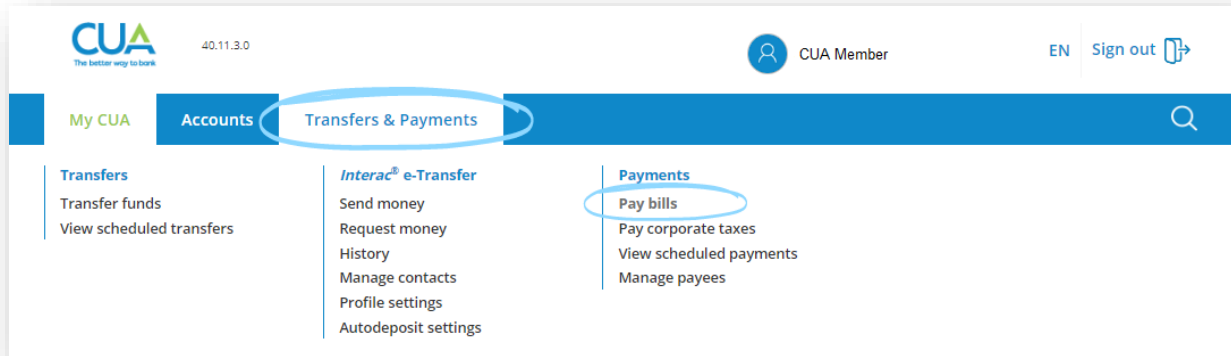 CUA
The better way to bank
40.11.3.0
CUA Member
EN
Sign out
My CUA
Accounts
Transfers & Payments
Transfers
Transfer funds
View scheduled transfers
Interac® e-Transfer
Send money
Request money
History
Manage contacts
Profile settings
Autodeposit settings
Payments
Pay bills
Pay corporate taxes
View scheduled payments
Manage payees